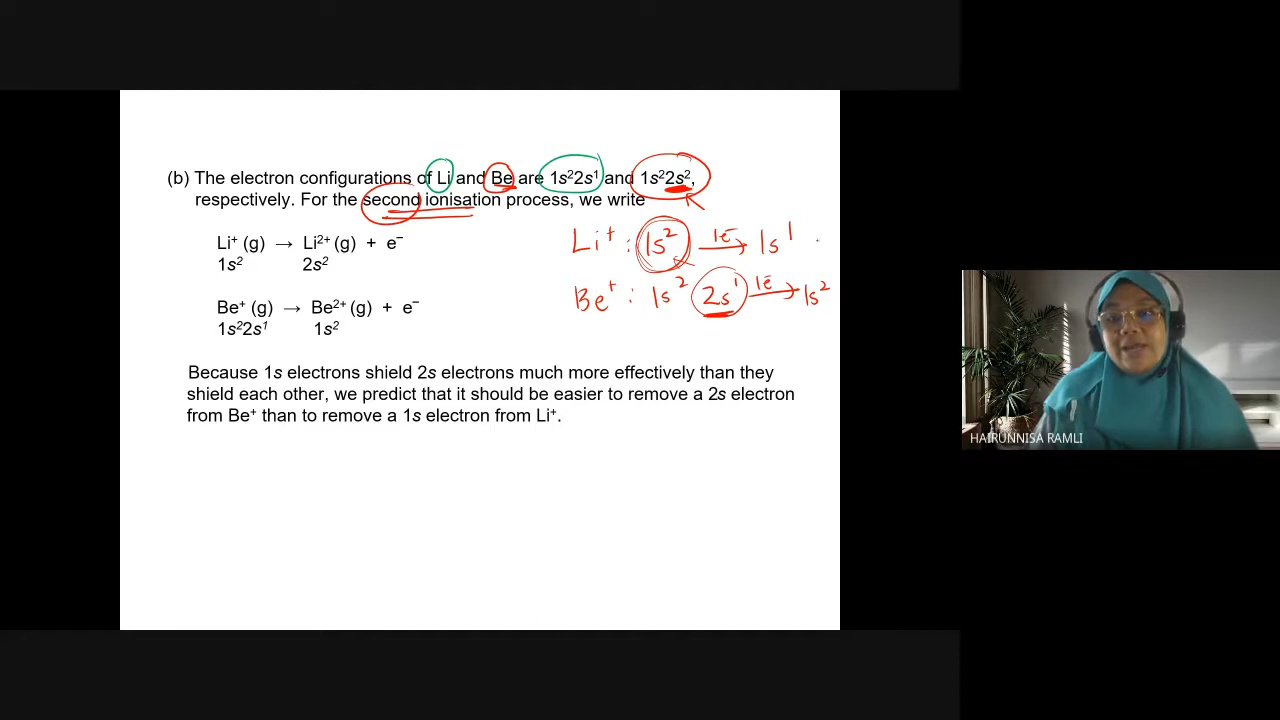 (b) The electron configurations of Li and Be are 1s²2s¹ and 1s²2s²,
respectively. For the second ionisation process, we write
Li⁺ : 1s² 1e⁻ → 1s¹
Li⁺ (g) → Li²⁺ (g) + e⁻
1s² 2s²
Be⁺ : 1s² 2s¹ 1e⁻ → 1s²
Be⁺ (g) → Be²⁺ (g) + e⁻
1s²2s¹ 1s²
Because 1s electrons shield 2s electrons much more effectively than they
shield each other, we predict that it should be easier to remove a 2s electron
from Be⁺ than to remove a 1s electron from Li⁺.
HAIRUNNISA RAMLI